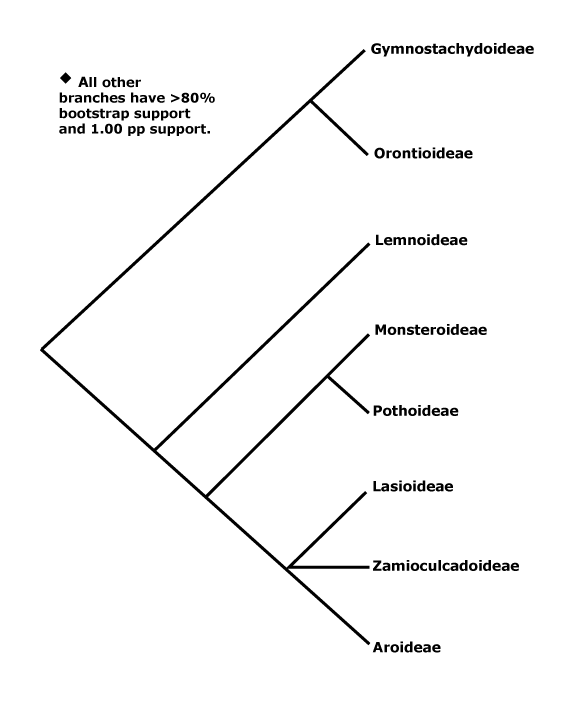 Gymnostachydoideae
◆ All other
branches have >80%
bootstrap support
and 1.00 pp support.
Orontioideae
Lemnoideae
Monsteroideae
Pothoideae
Lasioideae
Zamioculcadoideae
Aroideae